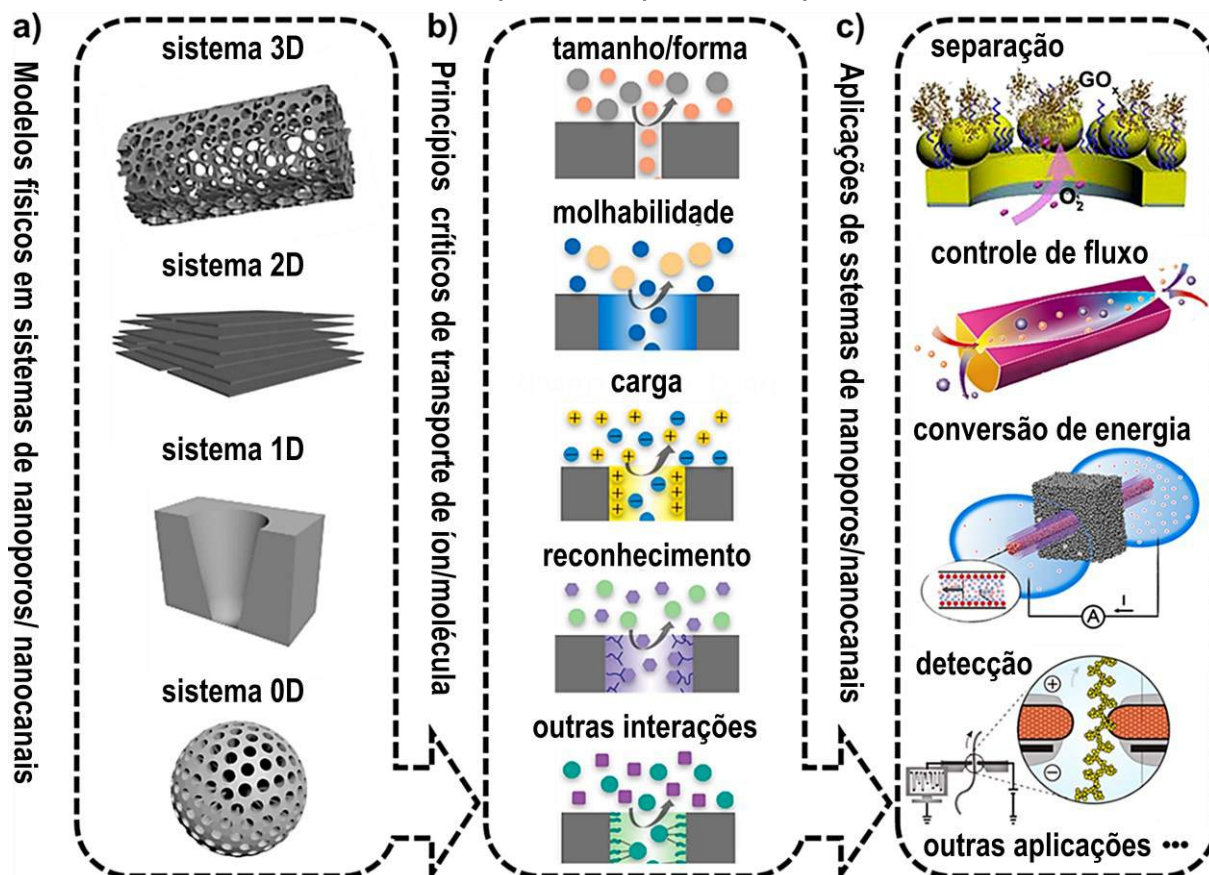 a)
Modelos físicos em sistemas de nanoporos/ nanocanais
sistema 3D
sistema 2D
sistema 1D
sistema 0D
b)
Princípios críticos de transporte de íon/molécula
tamanho/forma
molhabilidade
carga
reconhecimento
outras interações
c)
Aplicações de sstemas de nanoporos/nanocanais
separação
GOx
O2
controle de fluxo
conversão de energia
A
I
detecção
outras aplicações •••